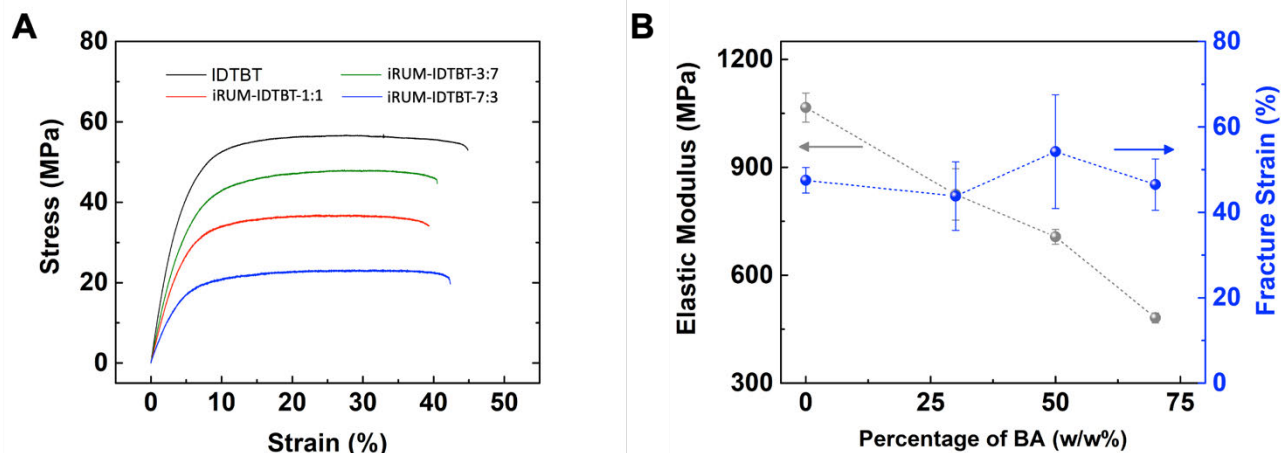 A
80
60
40
20
0
Stress (MPa)
IDTBT
iRUM-IDTBT-3:7
iRUM-IDTBT-1:1
iRUM-IDTBT-7:3
0 10 20 30 40 50
Strain (%)
B
1200
900
600
300
Elastic Modulus (MPa)
80
60
40
20
0
Fracture Strain (%)
0 25 50 75
Percentage of BA (w/w%)